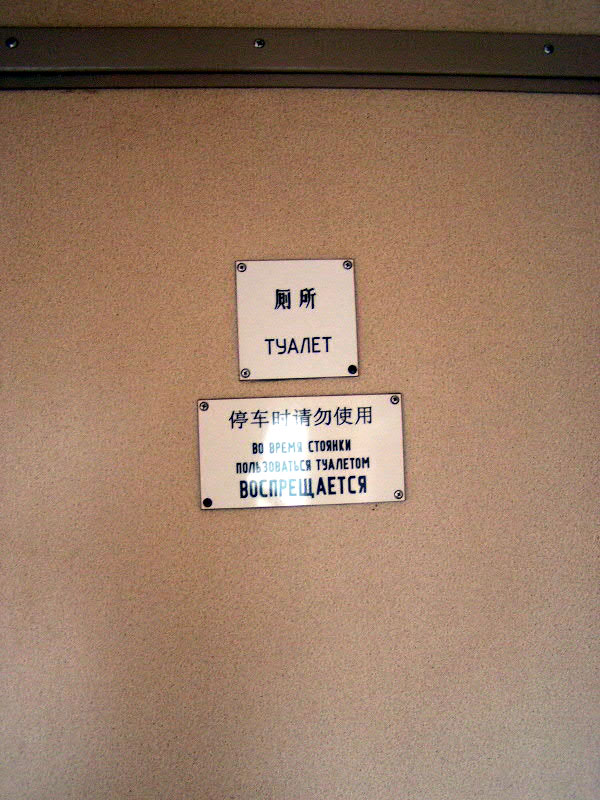 厕所
ТУАЛЕТ
停车时请勿使用
ВО ВРЕМЯ СТОЯНКИ
ПОЛЬЗОВАТЬСЯ ТУАЛЕТОМ
ВОСПРЕЩАЕТСЯ